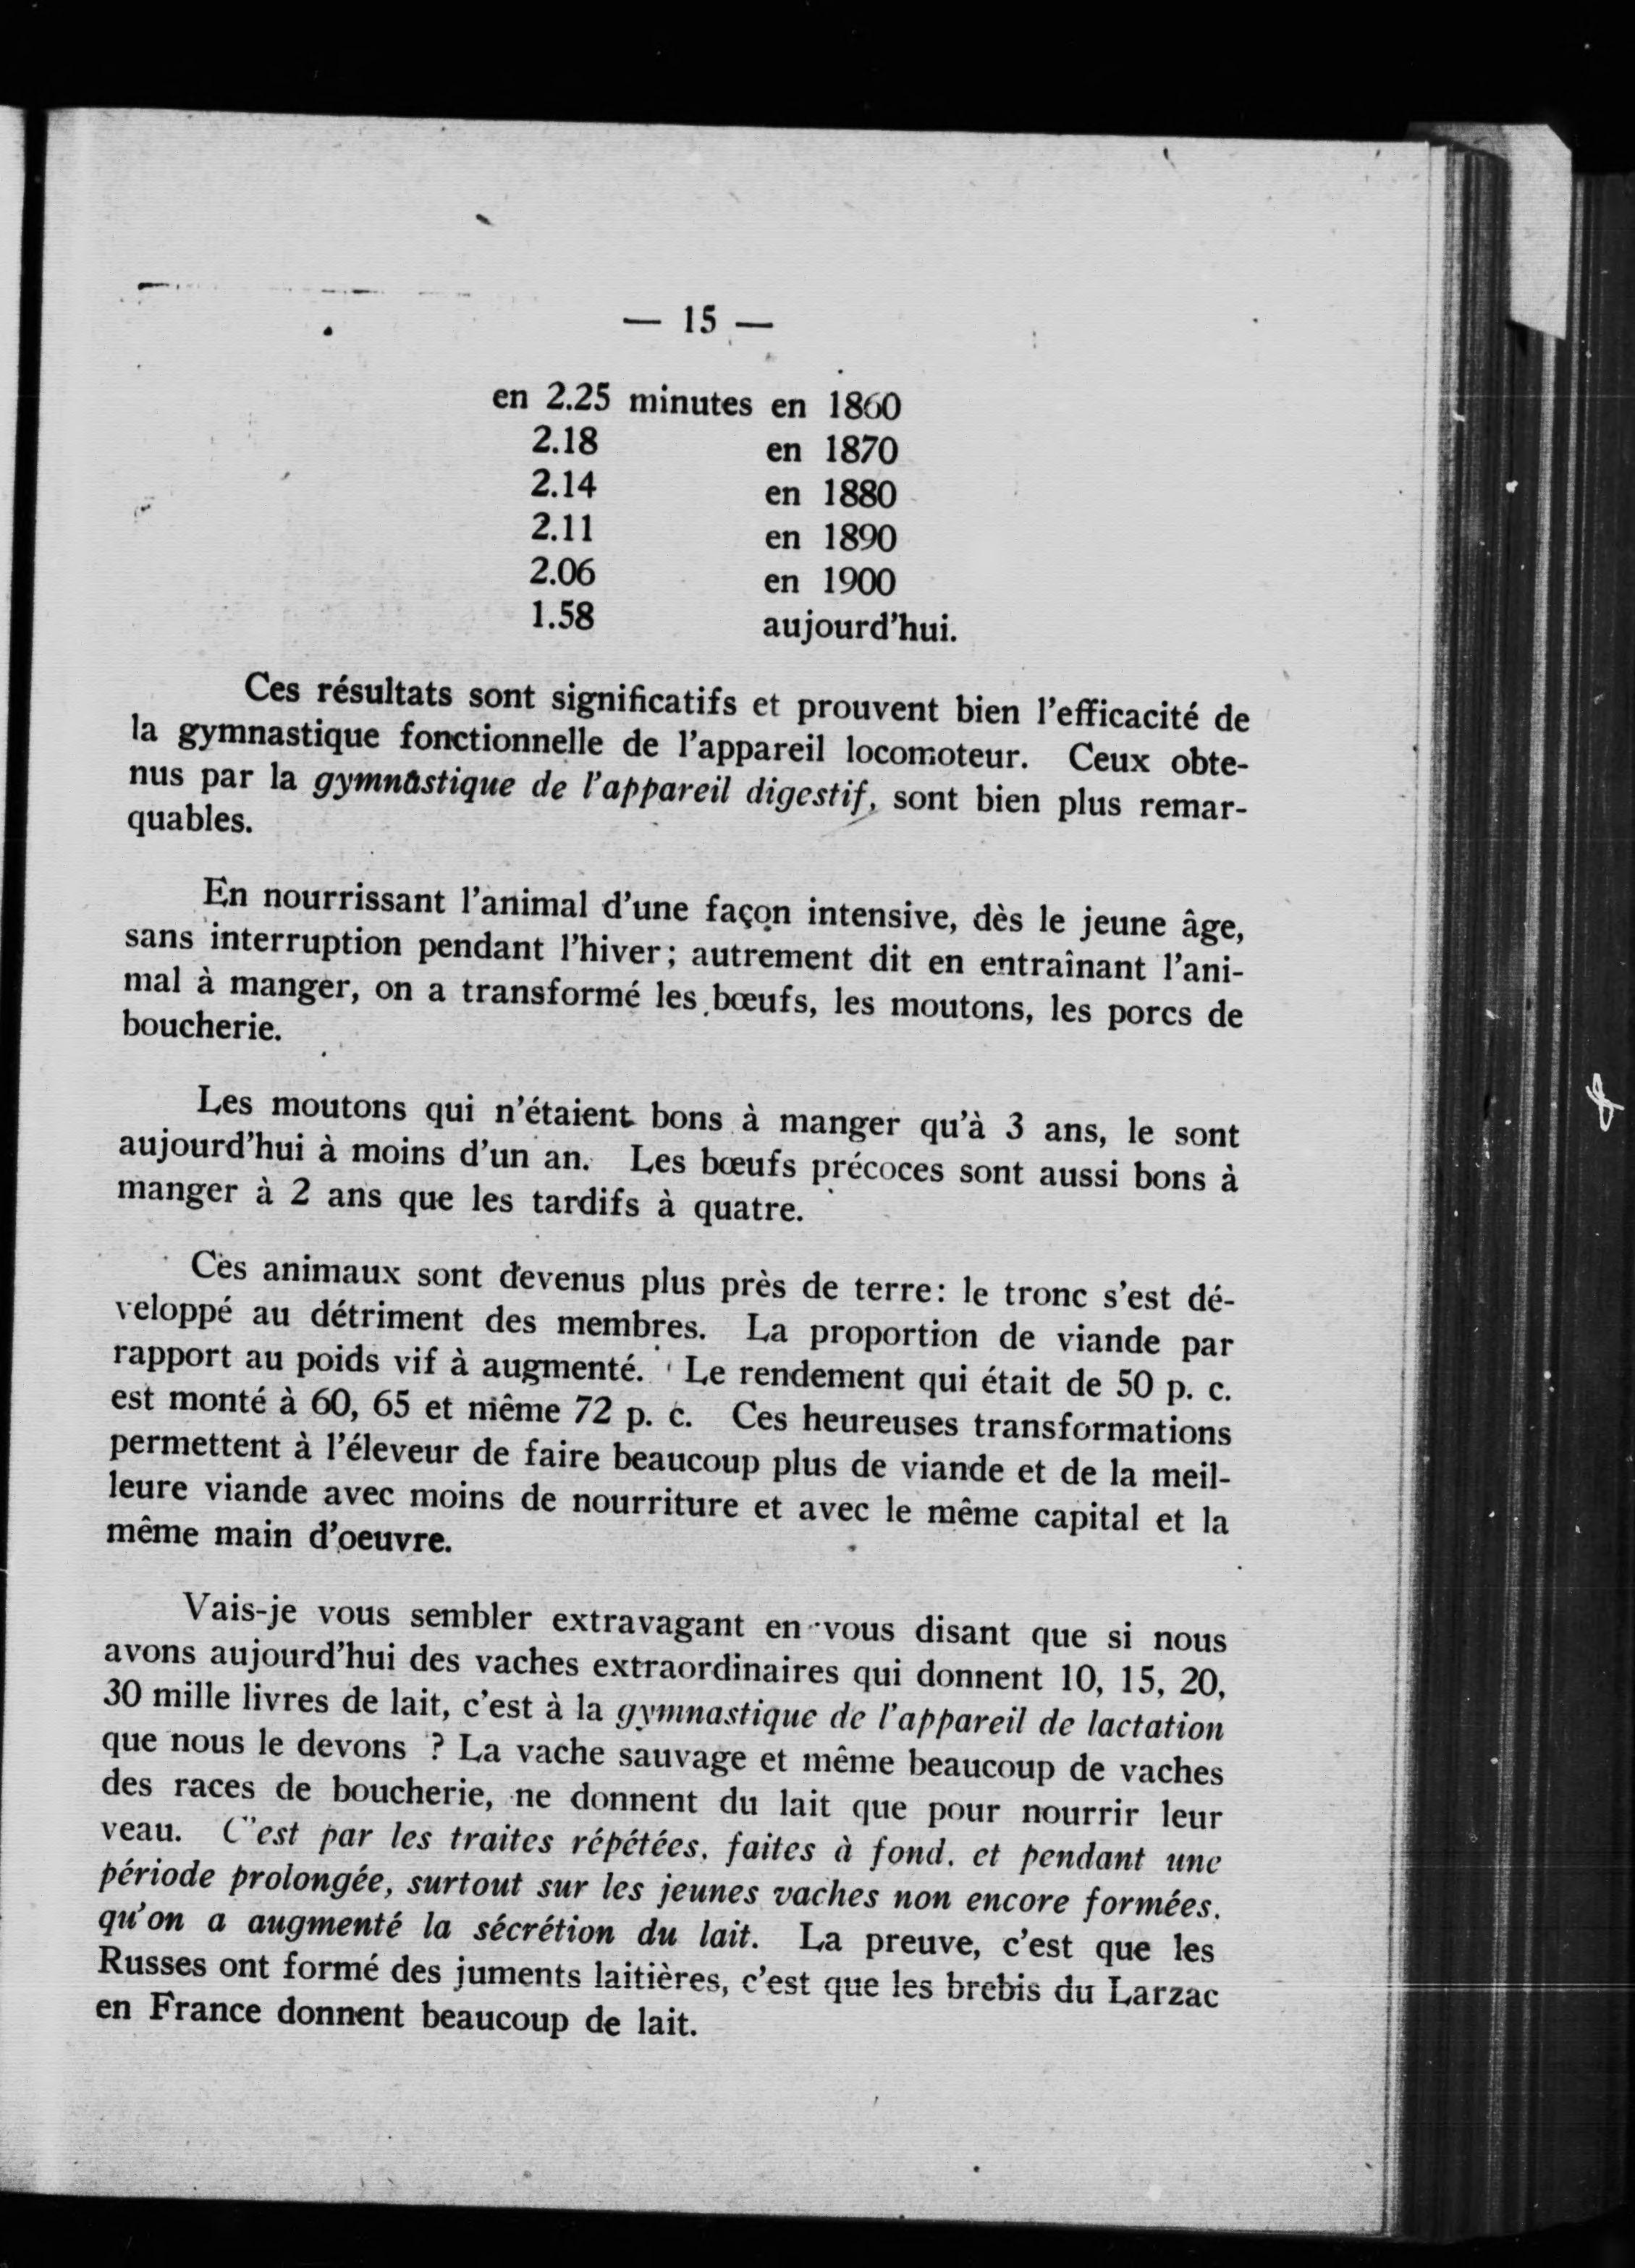 — 15 —
en 2.25 minutes en 1860
2.18 en 1870
2.14 en 1880
2.11 en 1890
2.06 en 1900
1.58 aujourd'hui.
Ces résultats sont significatifs et prouvent bien l'efficacité de
la gymnastique fonctionnelle de l'appareil locomoteur. Ceux obte-
nus par la gymnastique de l'appareil digestif, sont bien plus remar-
quables.
En nourrissant l'animal d'une façon intensive, dès le jeune âge,
sans interruption pendant l'hiver; autrement dit en entraînant l'ani-
mal à manger, on a transformé les bœufs, les moutons, les porcs de
boucherie.
Les moutons qui n'étaient bons à manger qu'à 3 ans, le sont
aujourd'hui à moins d'un an. Les bœufs précoces sont aussi bons à
manger à 2 ans que les tardifs à quatre.
Ces animaux sont devenus plus près de terre: le tronc s'est dé-
veloppé au détriment des membres. La proportion de viande par
rapport au poids vif à augmenté. Le rendement qui était de 50 p. c.
est monté à 60, 65 et même 72 p. c. Ces heureuses transformations
permettent à l'éleveur de faire beaucoup plus de viande et de la meil-
leure viande avec moins de nourriture et avec le même capital et la
même main d'oeuvre.
Vais-je vous sembler extravagant en vous disant que si nous
avons aujourd'hui des vaches extraordinaires qui donnent 10, 15, 20,
30 mille livres de lait, c'est à la gymnastique de l'appareil de lactation
que nous le devons ? La vache sauvage et même beaucoup de vaches
des races de boucherie, ne donnent du lait que pour nourrir leur
veau. C'est par les traites répétées, faites à fond, et pendant une
période prolongée, surtout sur les jeunes vaches non encore formées,
qu'on a augmenté la sécrétion du lait. La preuve, c'est que les
Russes ont formé des juments laitières, c'est que les brebis du Larzac
en France donnent beaucoup de lait.